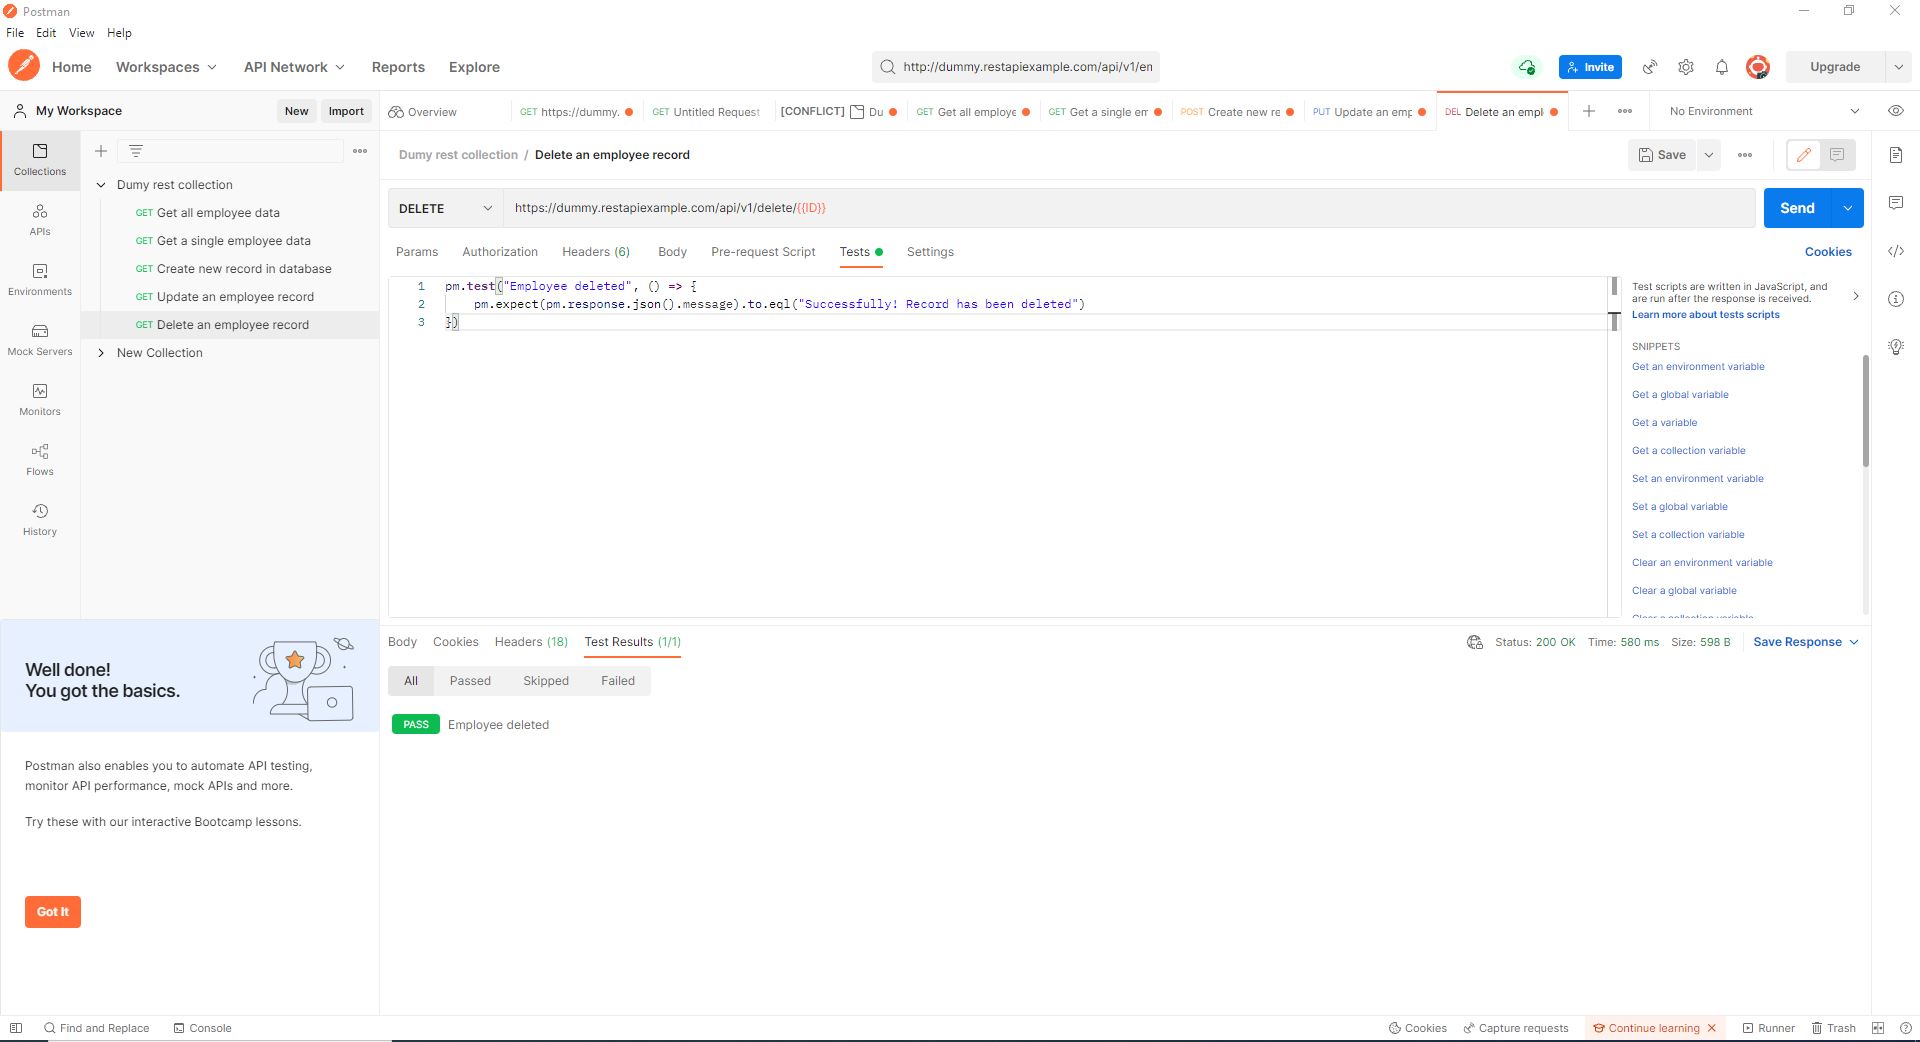 Postman
File Edit View Help
Home Workspaces API Network Reports Explore
http://dummy.restapiexample.com/api/v1/en
Invite
Upgrade
My Workspace
New
Import
Overview
GET https://dummy.
GET Untitled Request
[CONFLICT] Du
GET Get all employe
GET Get a single em
POST Create new re
PUT Update an emp
DEL Delete an empl
No Environment
Collections
APIs
Environments
Mock Servers
Monitors
Flows
History
Dumy rest collection
GET Get all employee data
GET Get a single employee data
GET Create new record in database
GET Update an employee record
GET Delete an employee record
New Collection
Well done!
You got the basics.
Postman also enables you to automate API testing,
monitor API performance, mock APIs and more.
Try these with our interactive Bootcamp lessons.
Got It
Dumy rest collection / Delete an employee record
Save
DELETE
https://dummy.restapiexample.com/api/v1/delete/{{ID}}
Send
Params Authorization Headers (6) Body Pre-request Script Tests Settings
Cookies
1 pm.test("Employee deleted", () => {
2 pm.expect(pm.response.json().message).to.eql("Successfully! Record has been deleted")
3 })
Test scripts are written in JavaScript, and
are run after the response is received.
Learn more about tests scripts
SNIPPETS
Get an environment variable
Get a global variable
Get a variable
Get a collection variable
Set an environment variable
Set a global variable
Set a collection variable
Clear an environment variable
Clear a global variable
Clear a collection variable
Body Cookies Headers (18) Test Results (1/1)
Status: 200 OK Time: 580 ms Size: 598 B
Save Response
All Passed Skipped Failed
PASS Employee deleted
Find and Replace
Console
Cookies
Capture requests
Continue learning
Runner
Trash